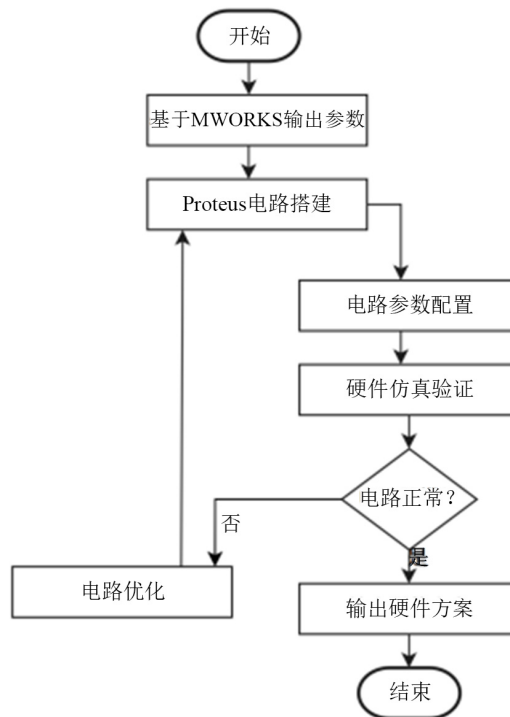 开始
基于MWORKS输出参数
Proteus电路搭建
电路参数配置
硬件仿真验证
电路正常？
否
是
电路优化
输出硬件方案
结束